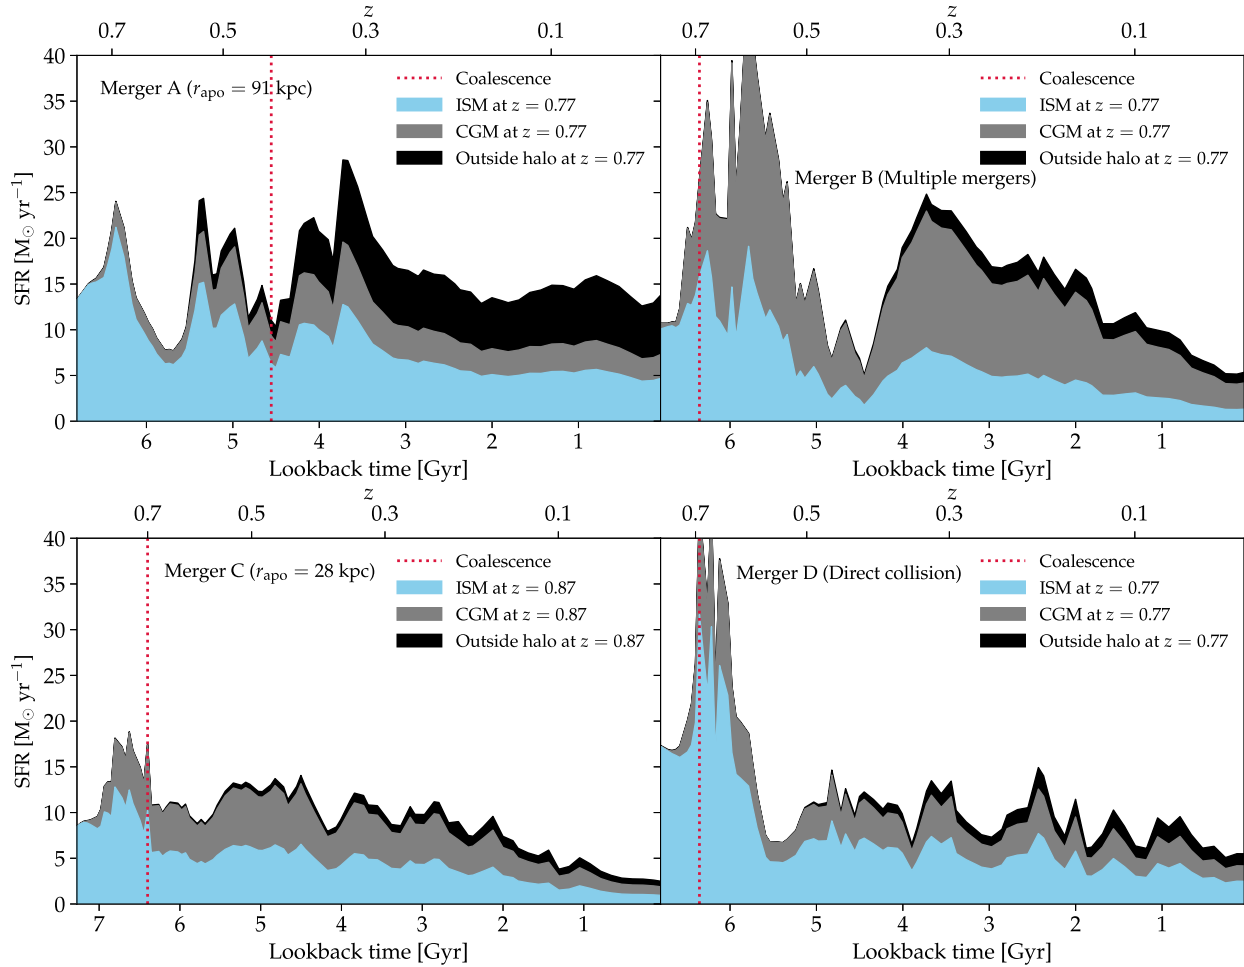 z
0.7 0.5 0.3 0.1
z
0.7 0.5 0.3 0.1
SFR [M⊙ yr−1]
40
35
30
25
20
15
10
5
0
Merger A (rapo = 91 kpc)
Coalescence
ISM at z = 0.77
CGM at z = 0.77
Outside halo at z = 0.77
6 5 4 3 2 1
Lookback time [Gyr]
Coalescence
ISM at z = 0.77
CGM at z = 0.77
Outside halo at z = 0.77
Merger B (Multiple mergers)
6 5 4 3 2 1
Lookback time [Gyr]
z
0.7 0.5 0.3 0.1
z
0.7 0.5 0.3 0.1
SFR [M⊙ yr−1]
40
35
30
25
20
15
10
5
0
Merger C (rapo = 28 kpc)
Coalescence
ISM at z = 0.87
CGM at z = 0.87
Outside halo at z = 0.87
7 6 5 4 3 2 1
Lookback time [Gyr]
Merger D (Direct collision)
Coalescence
ISM at z = 0.77
CGM at z = 0.77
Outside halo at z = 0.77
6 5 4 3 2 1
Lookback time [Gyr]